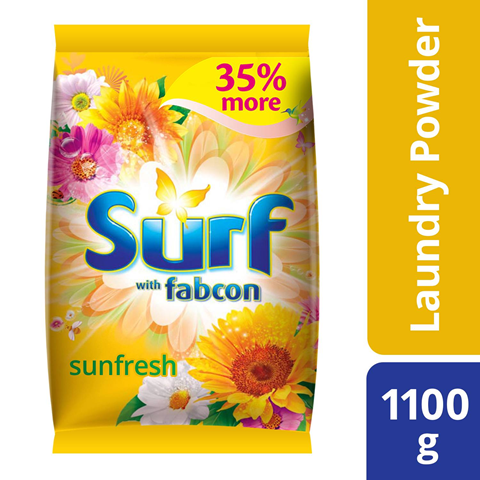 35%
more
Surf
with fabcon
sunfresh
Laundry Powder
1100
g